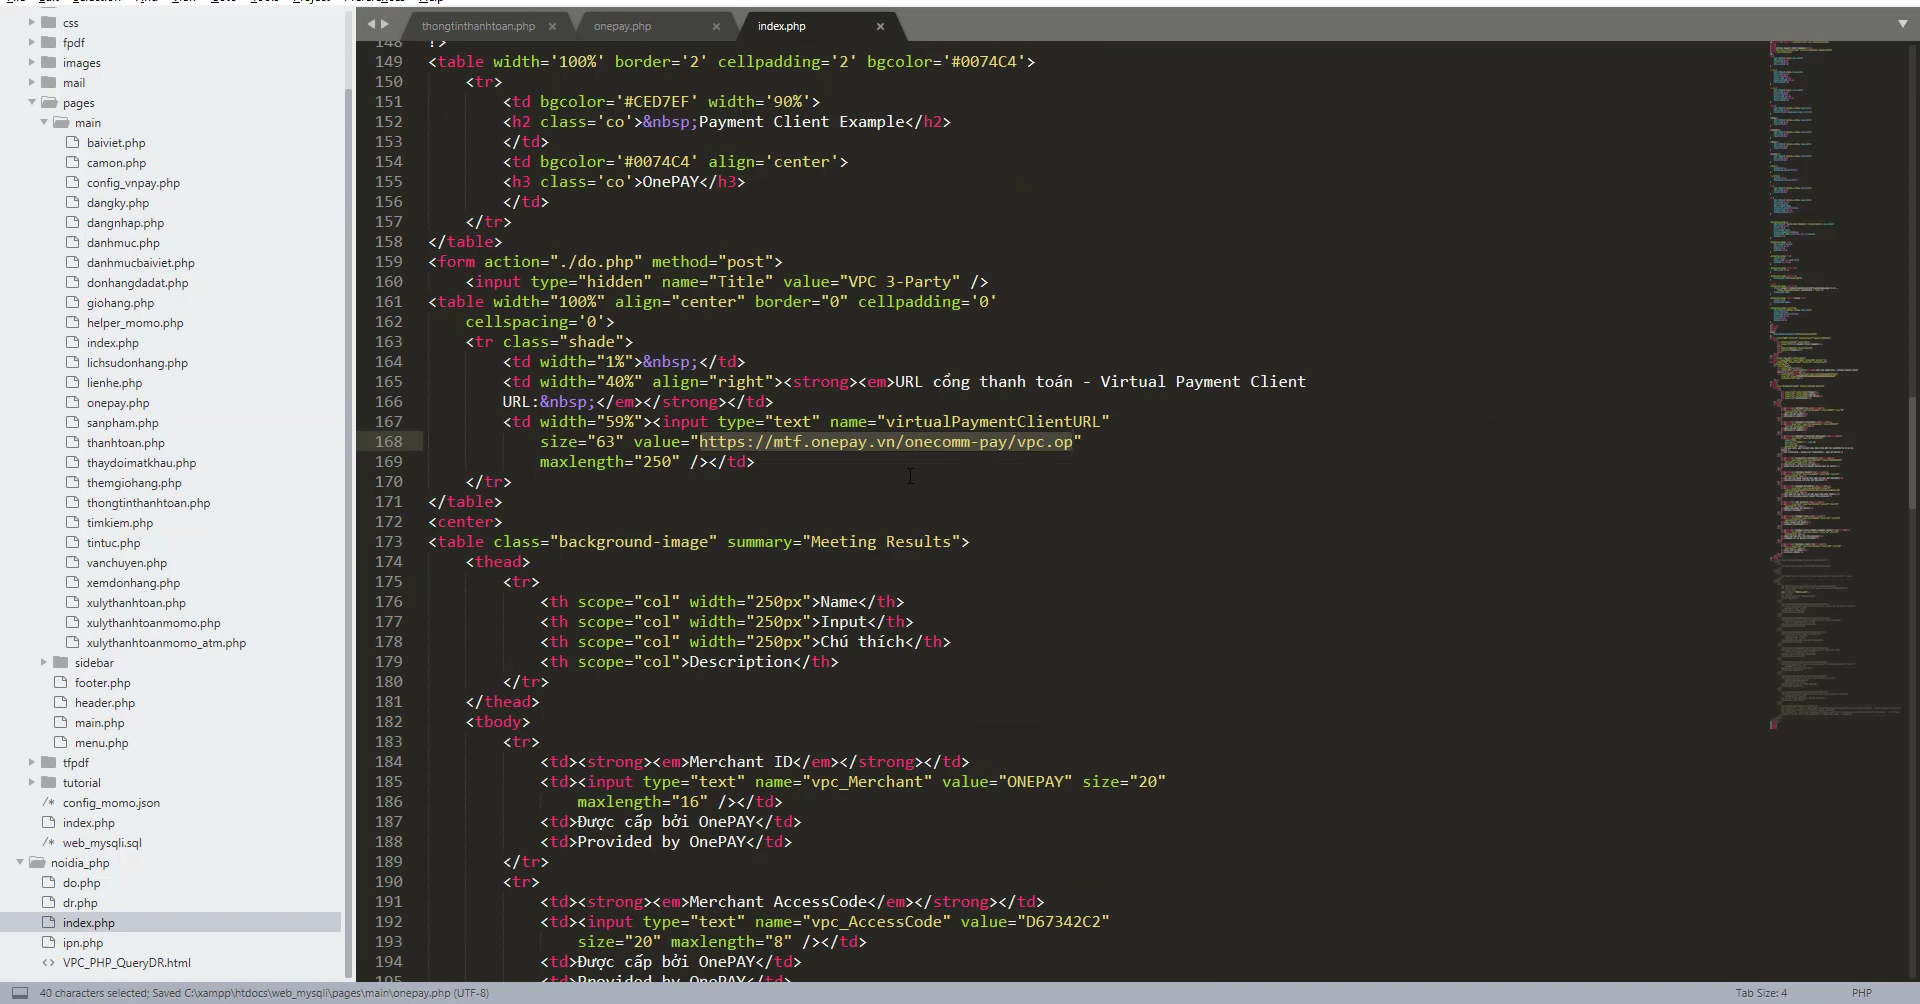 File Edit Selection Find View Goto Tools Project Preferences Help
css
fpdf
images
mail
pages
main
baiviet.php
camon.php
config_vnpay.php
dangky.php
dangnhap.php
danhmuc.php
danhmucbaiviet.php
donhangdadat.php
giohang.php
helper_momo.php
index.php
lichsudonhang.php
lienhe.php
onepay.php
sanpham.php
thanhtoan.php
thaydoimatkhau.php
themgiohang.php
thongtinthanhtoan.php
timkiem.php
tintuc.php
vanchuyen.php
xemdonhang.php
xulythanhtoan.php
xulythanhtoanmomo.php
xulythanhtoanmomo_atm.php
sidebar
footer.php
header.php
main.php
menu.php
tfpdf
tutorial
/* config_momo.json
index.php
/* web_mysqli.sql
noidia_php
do.php
dr.php
index.php
ipn.php
<> VPC_PHP_QueryDR.html
thongtinthanhtoan.php × onepay.php × index.php ×
148 ?>
149 <table width='100%' border='2' cellpadding='2' bgcolor='#0074C4'>
150 <tr>
151 <td bgcolor='#CED7EF' width='90%'>
152 <h2 class='co'>&nbsp;Payment Client Example</h2>
153 </td>
154 <td bgcolor='#0074C4' align='center'>
155 <h3 class='co'>OnePAY</h3>
156 </td>
157 </tr>
158 </table>
159 <form action="./do.php" method="post">
160 <input type="hidden" name="Title" value="VPC 3-Party" />
161 <table width="100%" align="center" border="0" cellpadding='0'
162 cellspacing='0'>
163 <tr class="shade">
164 <td width="1%">&nbsp;</td>
165 <td width="40%" align="right"><strong><em>URL cổng thanh toán - Virtual Payment Client
166 URL:&nbsp;</em></strong></td>
167 <td width="59%"><input type="text" name="virtualPaymentClientURL"
168 size="63" value="https://mtf.onepay.vn/onecomm-pay/vpc.op"
169 maxlength="250" /></td>
170 </tr>
171 </table>
172 <center>
173 <table class="background-image" summary="Meeting Results">
174 <thead>
175 <tr>
176 <th scope="col" width="250px">Name</th>
177 <th scope="col" width="250px">Input</th>
178 <th scope="col" width="250px">Chú thích</th>
179 <th scope="col">Description</th>
180 </tr>
181 </thead>
182 <tbody>
183 <tr>
184 <td><strong><em>Merchant ID</em></strong></td>
185 <td><input type="text" name="vpc_Merchant" value="ONEPAY" size="20"
186 maxlength="16" /></td>
187 <td>Được cấp bởi OnePAY</td>
188 <td>Provided by OnePAY</td>
189 </tr>
190 <tr>
191 <td><strong><em>Merchant AccessCode</em></strong></td>
192 <td><input type="text" name="vpc_AccessCode" value="D67342C2"
193 size="20" maxlength="8" /></td>
194 <td>Được cấp bởi OnePAY</td>
195 <td>Provided by OnePAY</td>
40 characters selected; Saved C:\xampp\htdocs\web_mysqli\pages\main\onepay.php (UTF-8)
Tab Size: 4 PHP